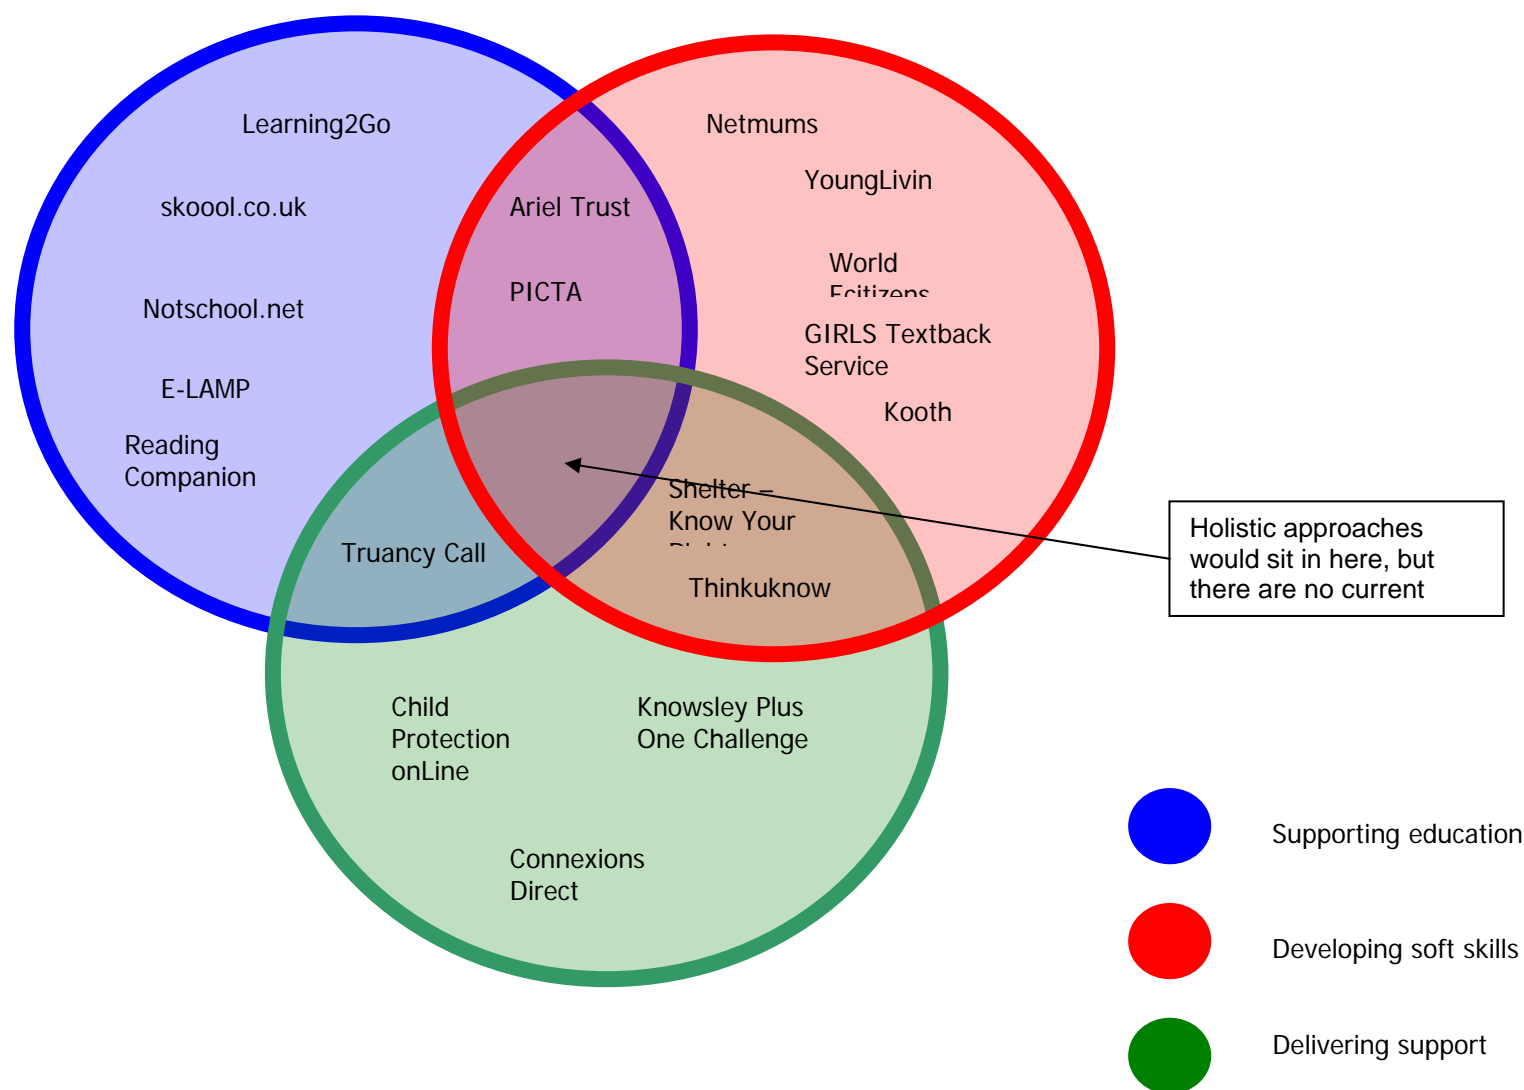 Learning2Go
Netmums
YoungLivin
skoool.co.uk
Ariel Trust
World
PICTA
Notschool.net
GIRLS Textback
Service
E-LAMP
Kooth
Reading
Companion
Shelter –
Know Your
Truancy Call
Thinkuknow
Holistic approaches
would sit in here, but
there are no current
Child
Protection
onLine
Knowsley Plus
One Challenge
Connexions
Direct
Supporting education
Developing soft skills
Delivering support